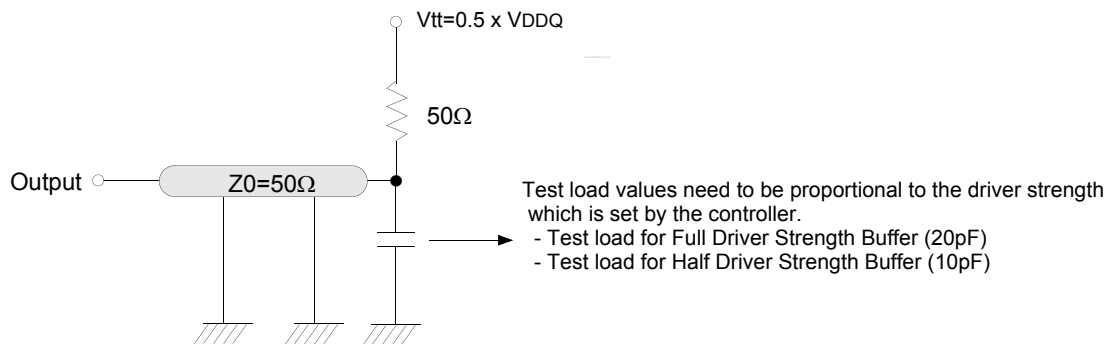 Vtt=0.5 x VDDQ
50Ω
Output
Z0=50Ω
Test load values need to be proportional to the driver strength
which is set by the controller.
- Test load for Full Driver Strength Buffer (20pF)
- Test load for Half Driver Strength Buffer (10pF)